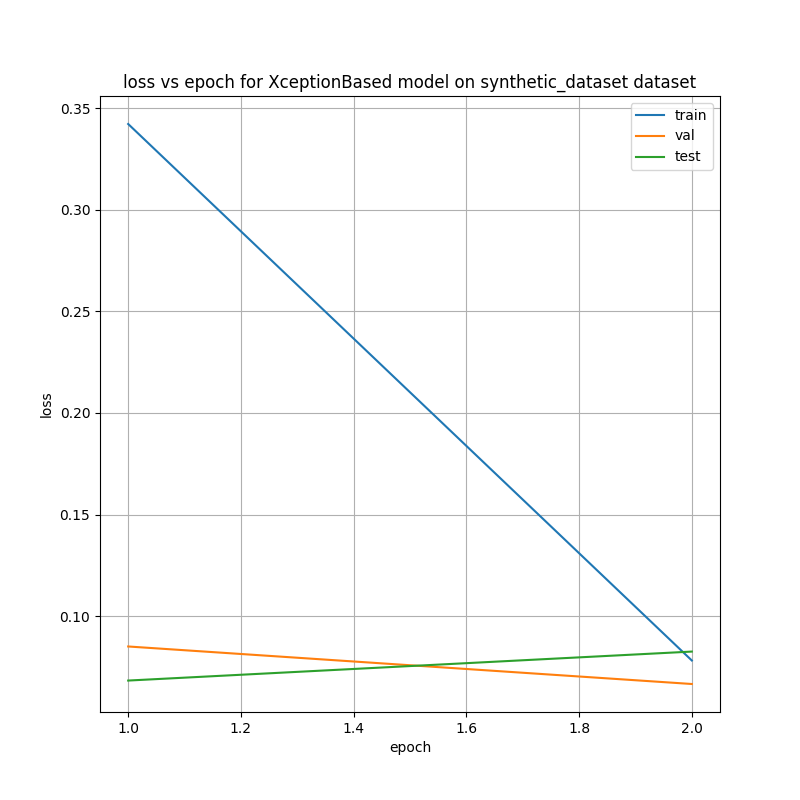 loss vs epoch for XceptionBased model on synthetic_dataset dataset
train
val
test
0.35
0.30
0.25
0.20
0.15
0.10
loss
1.0 1.2 1.4 1.6 1.8 2.0
epoch